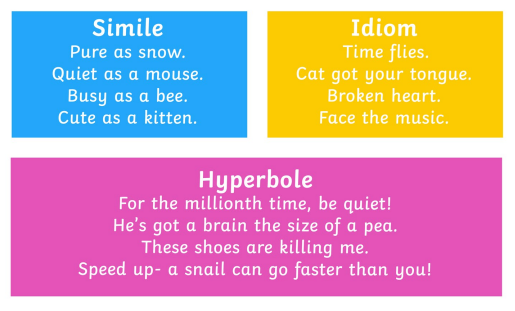 Simile
Pure as snow.
Quiet as a mouse.
Busy as a bee.
Cute as a kitten.
Idiom
Time flies.
Cat got your tongue.
Broken heart.
Face the music.
Hyperbole
For the millionth time, be quiet!
He's got a brain the size of a pea.
These shoes are killing me.
Speed up- a snail can go faster than you!